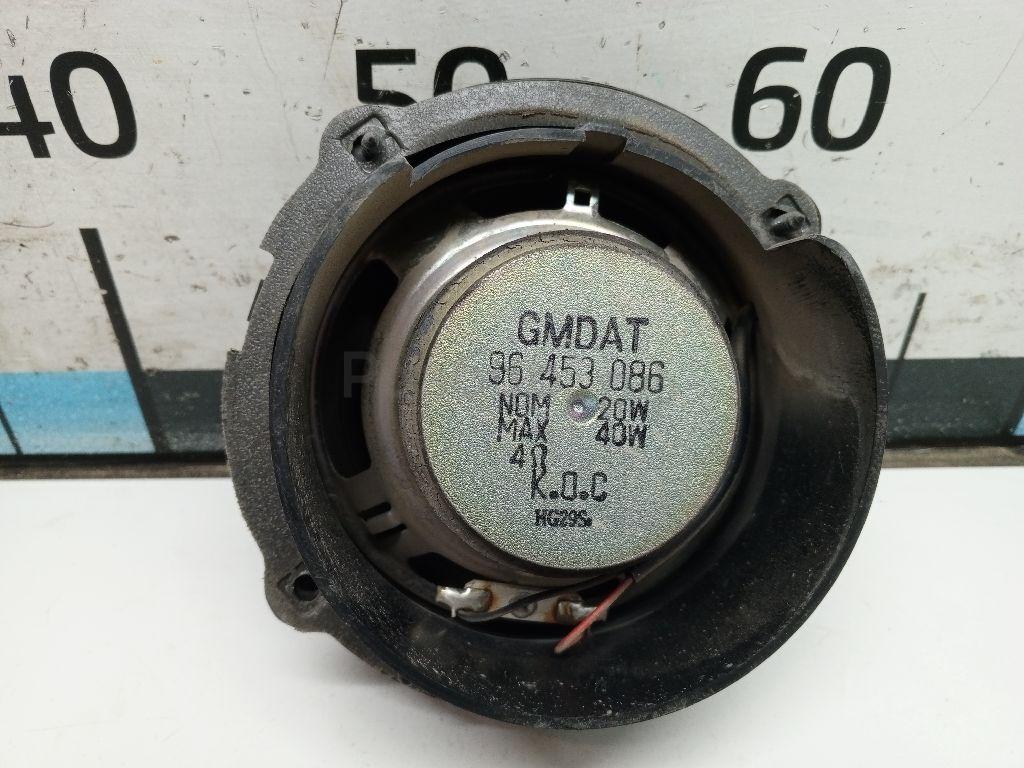 40 50 60
GMDAT
96 453 086
NOM 20W
MAX 40W
4Ω
K.O.C
HG29S